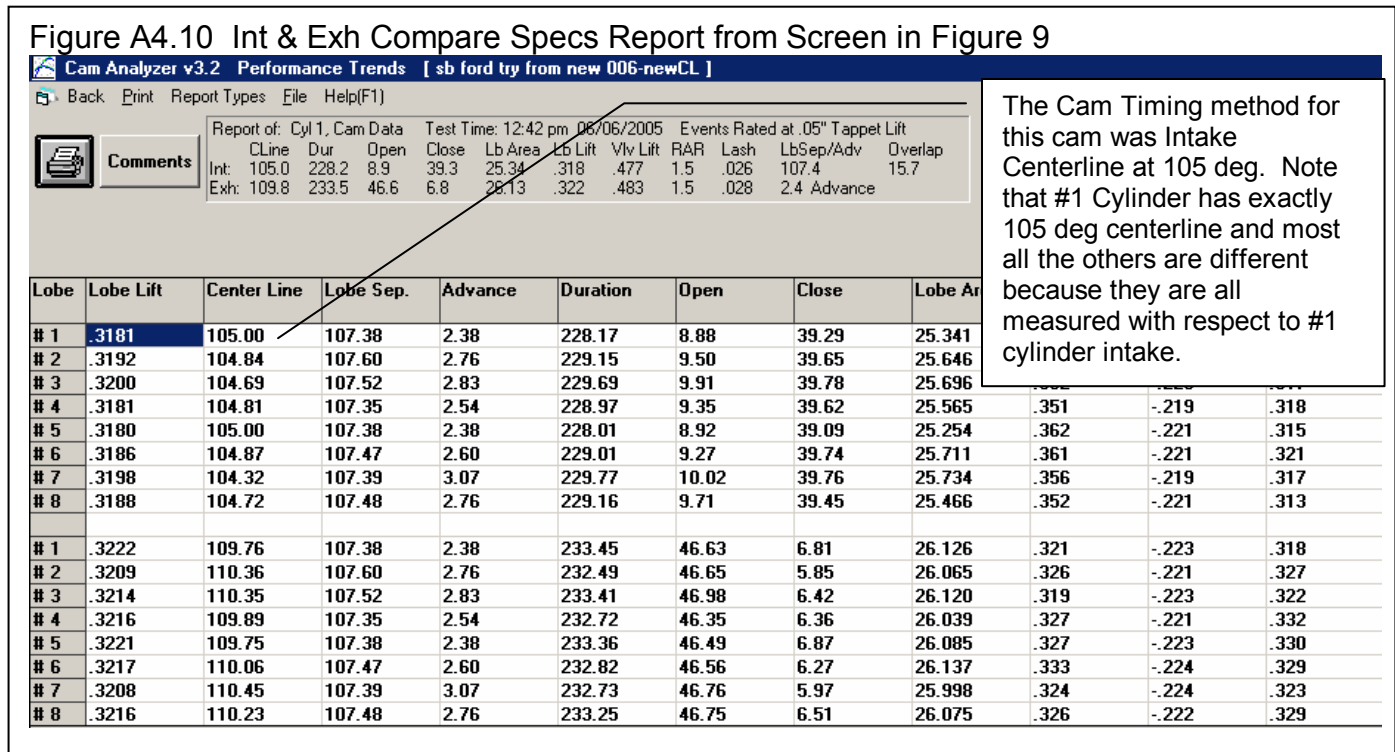 Figure A4.10 Int & Exh Compare Specs Report from Screen in Figure 9
Cam Analyzer v3.2 Performance Trends [ sb ford try from new 006-newCL ]
Back Print Report Types File Help(F1)
Comments
Report of: Cyl 1, Cam Data Test Time: 12:42 pm 06/06/2005 Events Rated at .05" Tappet Lift
CLine Dur Open Close Lb Area Lb Lift Vlv Lift RAR Lash LbSep/Adv Overlap
Int: 105.0 228.2 8.9 39.3 25.34 .318 .477 1.5 .026 107.4 15.7
Exh: 109.8 233.5 46.6 6.8 26.13 .322 .483 1.5 .028 2.4 Advance
The Cam Timing method for
this cam was Intake
Centerline at 105 deg. Note
that #1 Cylinder has exactly
105 deg centerline and most
all the others are different
because they are all
measured with respect to #1
cylinder intake.
Lobe Lobe Lift Center Line Lobe Sep. Advance Duration Open Close Lobe Ar
# 1 .3181 105.00 107.38 2.38 228.17 8.88 39.29 25.341
# 2 .3192 104.84 107.60 2.76 229.15 9.50 39.65 25.646
# 3 .3200 104.69 107.52 2.83 229.69 9.91 39.78 25.696
# 4 .3181 104.81 107.35 2.54 228.97 9.35 39.62 25.565 .351 -.219 .318
# 5 .3180 105.00 107.38 2.38 228.01 8.92 39.09 25.254 .362 -.221 .315
# 6 .3186 104.87 107.47 2.60 229.01 9.27 39.74 25.711 .361 -.221 .321
# 7 .3198 104.32 107.39 3.07 229.77 10.02 39.76 25.734 .356 -.219 .317
# 8 .3188 104.72 107.48 2.76 229.16 9.71 39.45 25.466 .352 -.221 .313
# 1 .3222 109.76 107.38 2.38 233.45 46.63 6.81 26.126 .321 -.223 .318
# 2 .3209 110.36 107.60 2.76 232.49 46.65 5.85 26.065 .326 -.221 .327
# 3 .3214 110.35 107.52 2.83 233.41 46.98 6.42 26.120 .319 -.223 .322
# 4 .3216 109.89 107.35 2.54 232.72 46.35 6.36 26.039 .327 -.221 .332
# 5 .3221 109.75 107.38 2.38 233.36 46.49 6.87 26.085 .327 -.223 .330
# 6 .3217 110.06 107.47 2.60 232.82 46.56 6.27 26.137 .333 -.224 .329
# 7 .3208 110.45 107.39 3.07 232.73 46.76 5.97 25.998 .324 -.224 .323
# 8 .3216 110.23 107.48 2.76 233.25 46.75 6.51 26.075 .326 -.222 .329